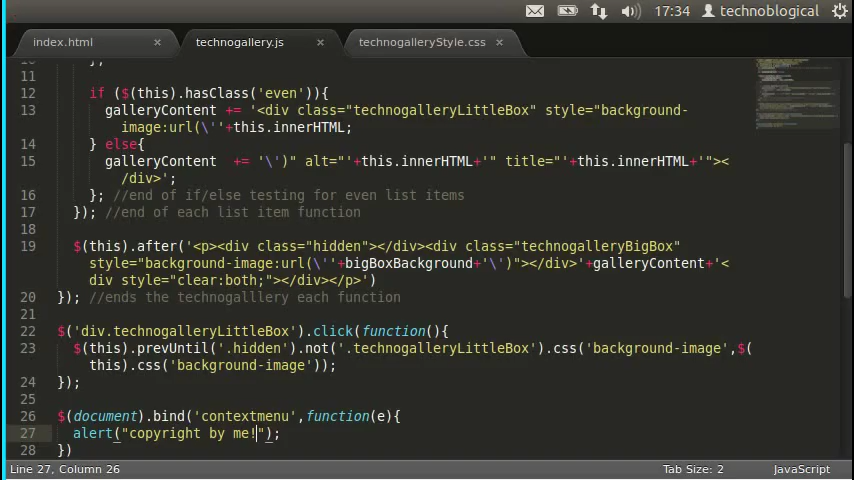 17:34 technoblogical
index.html × technogallery.js × technogalleryStyle.css ×
10 };
11
12 if ($(this).hasClass('even')){
13 galleryContent += '<div class="technogalleryLittleBox" style="background-
image:url(\''+this.innerHTML;
14 } else{
15 galleryContent  += '\')" alt="'+this.innerHTML+'" title="'+this.innerHTML+'"><
/div>';
16 }; //end of if/else testing for even list items
17 }); //end of each list item function
18
19 $(this).after('<p><div class="hidden"></div><div class="technogalleryBigBox"
style="background-image:url(\''+bigBoxBackground+'\')"></div>'+galleryContent+'<
div style="clear:both;"></div></p>')
20 }); //ends the technogalllery each function
21
22 $('div.technogalleryLittleBox').click(function(){
23 $(this).prevUntil('.hidden').not('.technogalleryLittleBox').css('background-image',$(
this).css('background-image'));
24 });
25
26 $(document).bind('contextmenu',function(e){
27 alert("copyright by me!");
28 })
Line 27, Column 26 Tab Size: 2 JavaScript